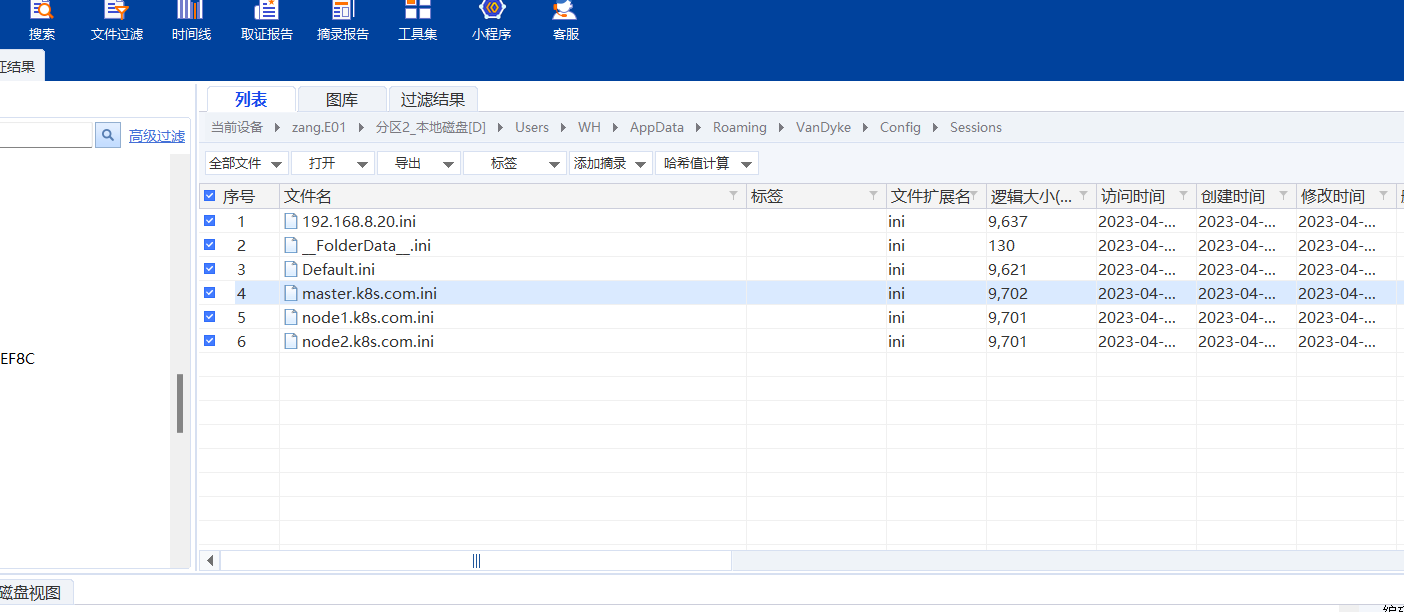 搜索 文件过滤 时间线 取证报告 摘录报告 工具集 小程序 客服
证结果
列表 图库 过滤结果
高级过滤
当前设备 zang.E01 分区2_本地磁盘[D] Users WH AppData Roaming VanDyke Config Sessions
全部文件 打开 导出 标签 添加摘录 哈希值计算
序号 文件名 标签 文件扩展名 逻辑大小(... 访问时间 创建时间 修改时间
1 192.168.8.20.ini ini 9,637 2023-04-... 2023-04-... 2023-04-...
2 __FolderData__.ini ini 130 2023-04-... 2023-04-... 2023-04-...
3 Default.ini ini 9,621 2023-04-... 2023-04-... 2023-04-...
4 master.k8s.com.ini ini 9,702 2023-04-... 2023-04-... 2023-04-...
5 node1.k8s.com.ini ini 9,701 2023-04-... 2023-04-... 2023-04-...
6 node2.k8s.com.ini ini 9,701 2023-04-... 2023-04-... 2023-04-...
EF8C
磁盘视图